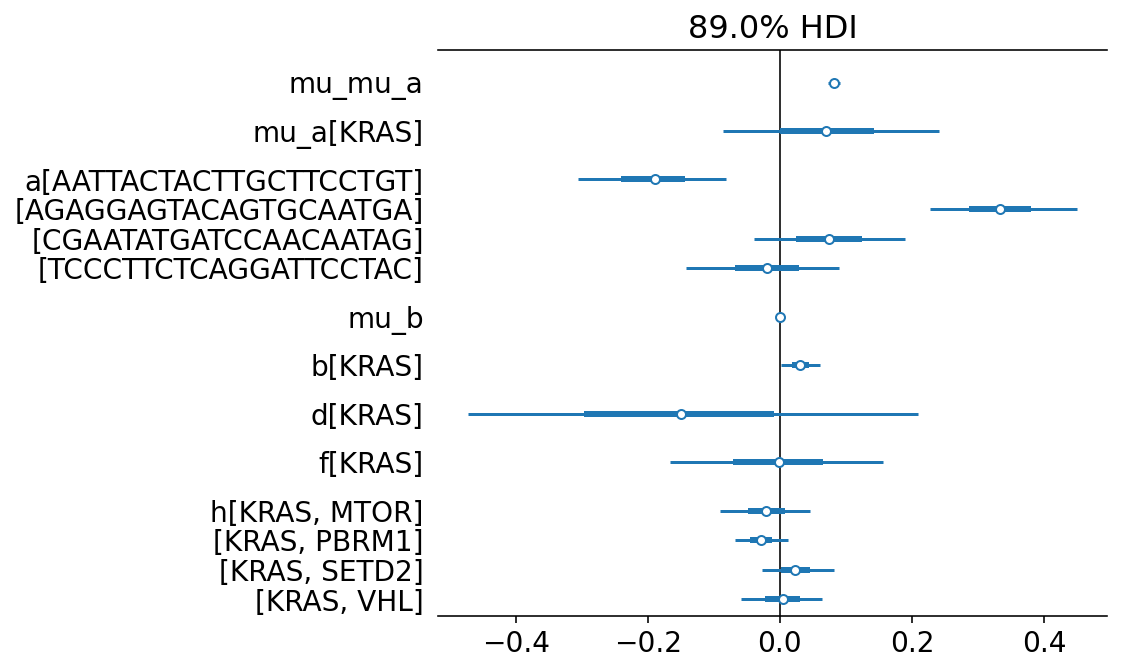 89.0% HDI
mu_mu_a
mu_a[KRAS]
a[AATTACTACTTGCTTCCTGT]
[AGAGGAGTACAGTGCAATGA]
[CGAATATGATCCAACAATAG]
[TCCCTTCTCAGGATTCCTAC]
mu_b
b[KRAS]
d[KRAS]
f[KRAS]
h[KRAS, MTOR]
[KRAS, PBRM1]
[KRAS, SETD2]
[KRAS, VHL]
−0.4 −0.2 0.0 0.2 0.4